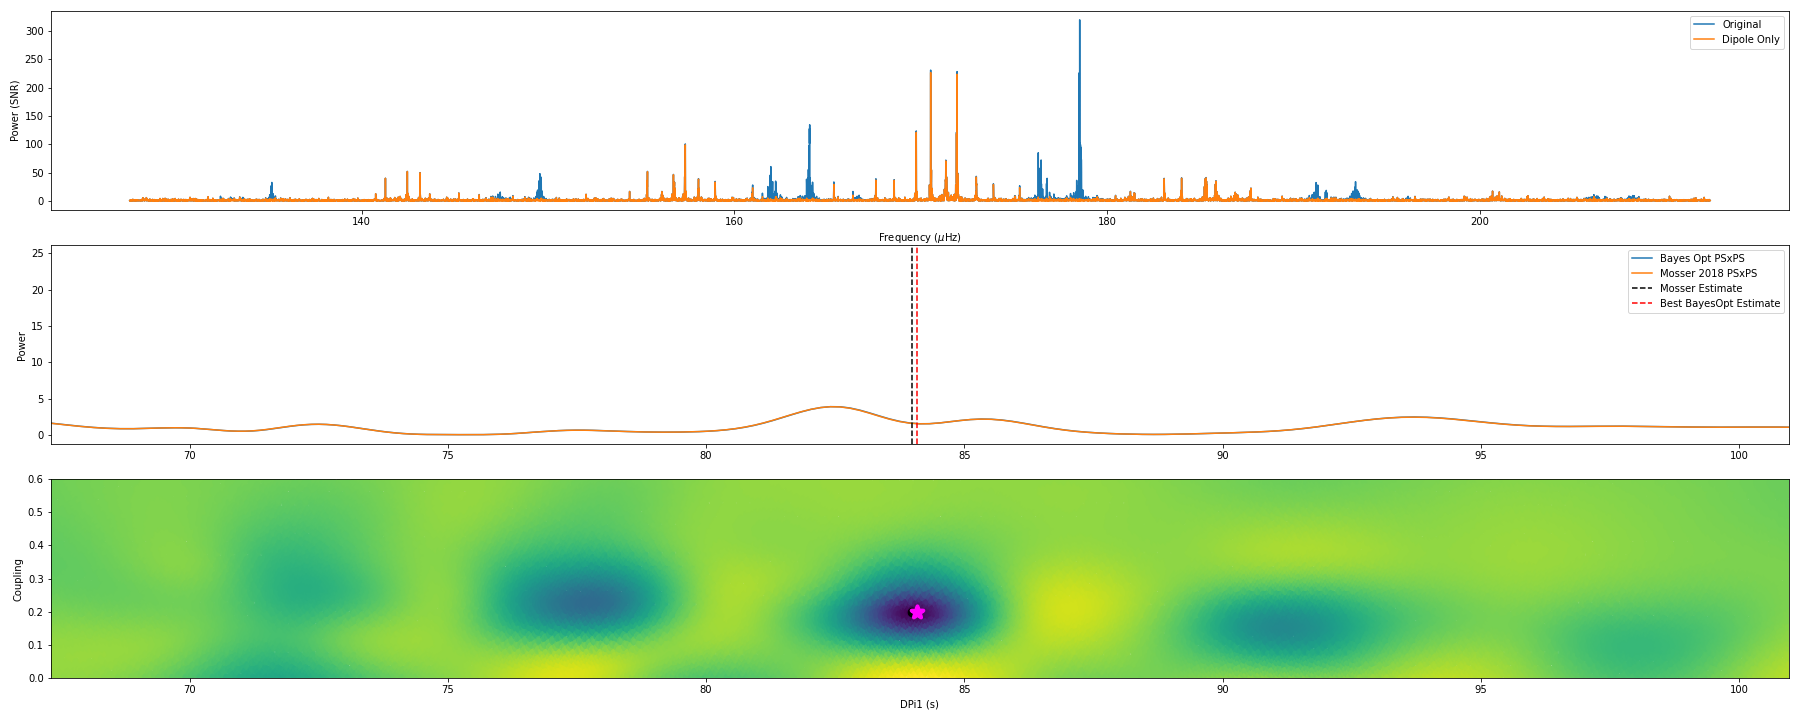 300
250
200
150
100
50
0
Power (SNR)
Original
Dipole Only
140 160 180 200
Frequency (μHz)
25
20
15
10
5
0
Power
Bayes Opt PSxPS
Mosser 2018 PSxPS
Mosser Estimate
Best BayesOpt Estimate
70 75 80 85 90 95 100
0.6
0.5
0.4
0.3
0.2
0.1
0.0
Coupling
70 75 80 85 90 95 100
DPi1 (s)